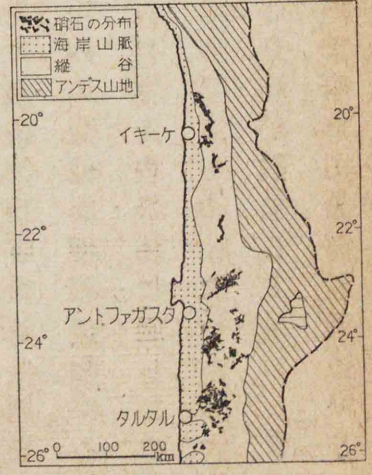 硝石の分布
海岸山脈
縦谷
アンデス山地
20°
20°
イキーケ
22°
22°
アントファガスタ
24°
24°
タルタル
26°
0 100 200
km
26°